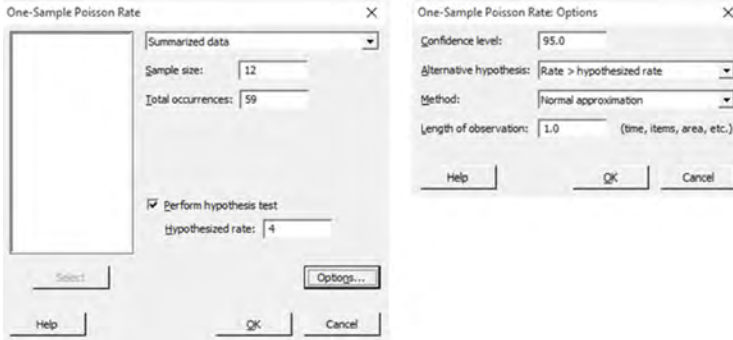 One-Sample Poisson Rate
Summarized data
Sample size: 12
Total occurrences: 59
Perform hypothesis test
Hypothesized rate: 4
Select
Options...
Help
OK
Cancel
One-Sample Poisson Rate: Options
Confidence level: 95.0
Alternative hypothesis: Rate > hypothesized rate
Method: Normal approximation
Length of observation: 1.0 (time, items, area, etc.)
Help
OK
Cancel